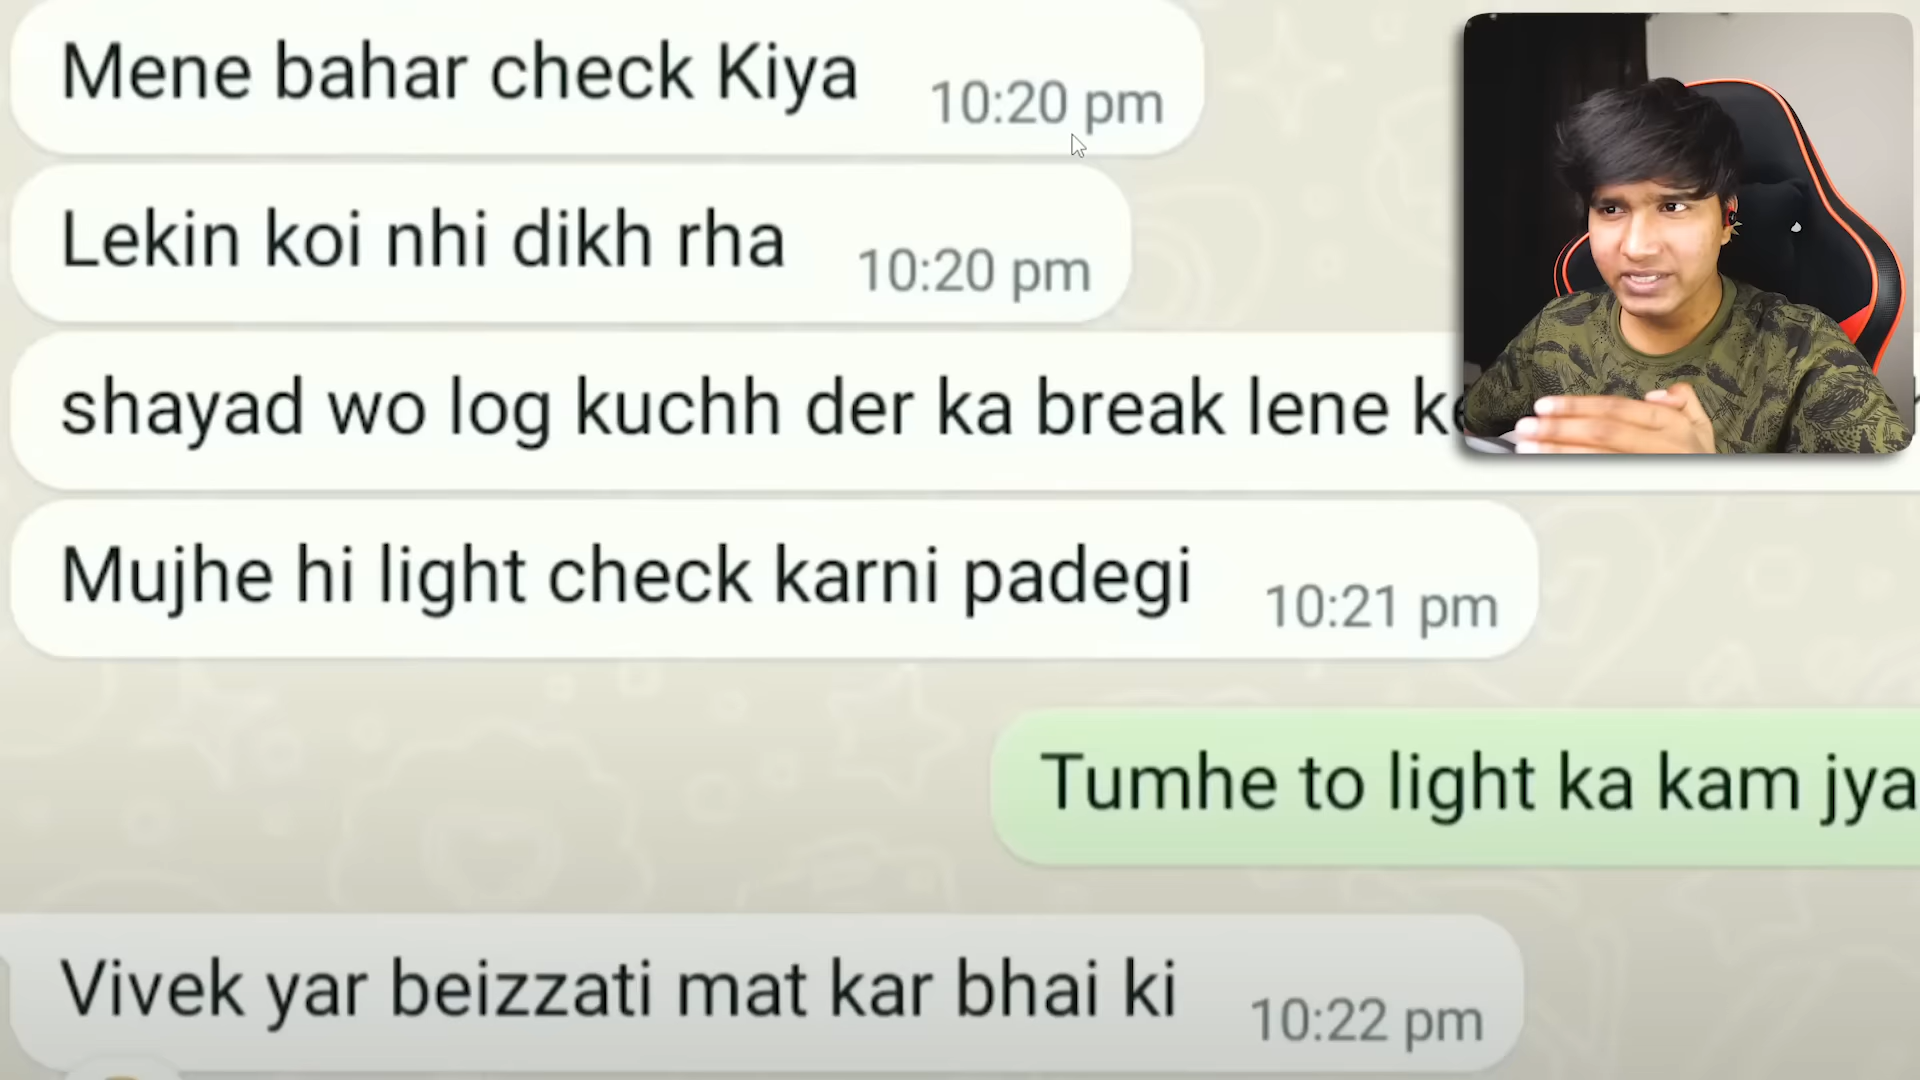 Mene bahar check Kiya
10:20 pm
Lekin koi nhi dikh rha
10:20 pm
shayad wo log kuchh der ka break lene
Mujhe hi light check karni padegi
10:21 pm
Tumhe to light ka kam
Vivek yar beizzati mat kar bhai ki
10:22 pm